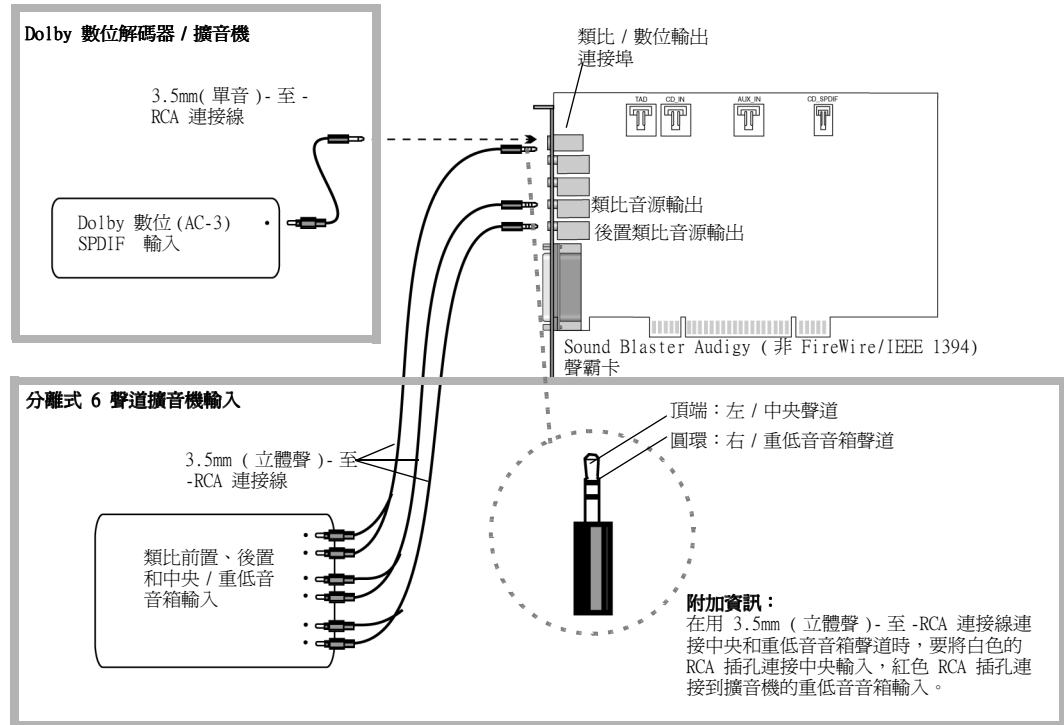 Dolby 數位解碼器 / 擴音機
3.5mm( 單音 )- 至 -
RCA 連接線
Dolby 數位 (AC-3)
SPDIF 輸入
類比 / 數位輸出
連接埠
TAD
CD_IN
AUX_IN
CD_SPDIF
類比音源輸出
後置類比音源輸出
Sound Blaster Audigy ( 非 FireWire/IEEE 1394)
聲霸卡
分離式 6 聲道擴音機輸入
3.5mm ( 立體聲 )- 至
-RCA 連接線
類比前置、後置
和中央 / 重低音
音箱輸入
頂端：左 / 中央聲道
圓環：右 / 重低音音箱聲道
附加資訊：
在用 3.5mm ( 立體聲 )- 至 -RCA 連接線連
接中央和重低音音箱聲道時，要將白色的
RCA 插孔連接中央輸入，紅色 RCA 插孔連
接到擴音機的重低音音箱輸入。